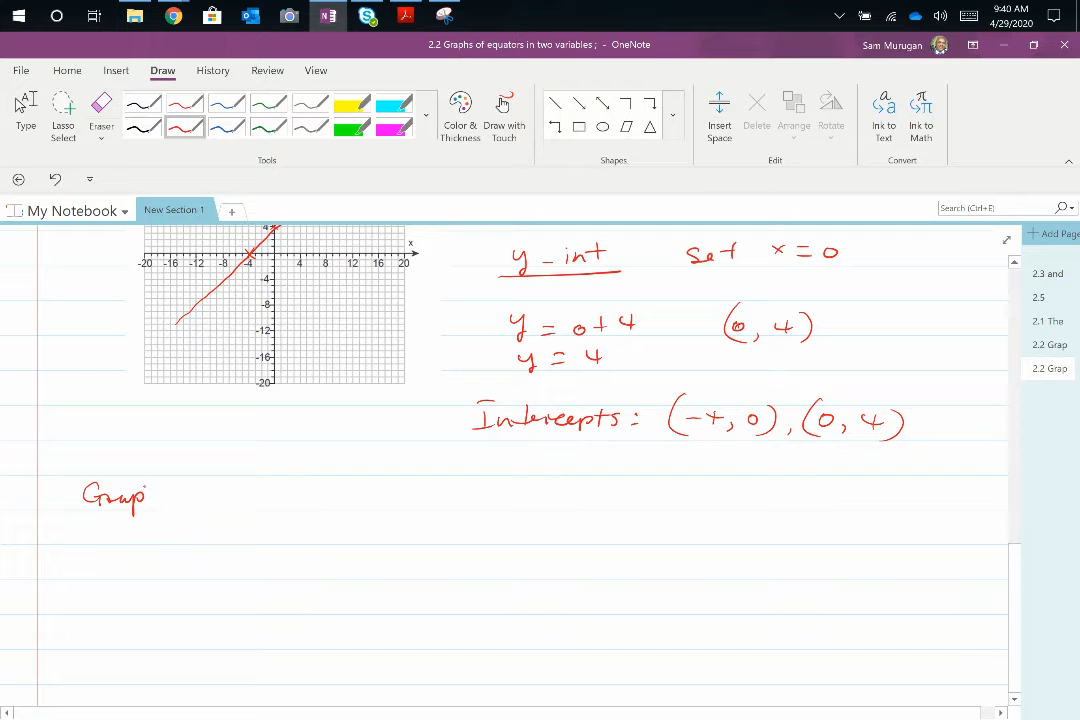 9:40 AM
4/29/2020
2.2 Graphs of equators in two variables ; - OneNote
Sam Murugan
File Home Insert Draw History Review View
Type
Lasso Select
Eraser
Color & Thickness
Draw with Touch
Insert Space
Delete
Arrange
Rotate
Ink to Text
Ink to Math
Tools
Shapes
Edit
Convert
My Notebook
New Section 1
+
Search (Ctrl+E)
Add Page
2.3 and
2.5
2.1 The
2.2 Grap
2.2 Grap
4
x
-20 -16 -12 -8 -4 4 8 12 16 20
-4
-8
-12
-16
-20
y - int set x = 0
y = 0 + 4 (0, 4)
y = 4
Intercepts: (-4, 0), (0, 4)
Grap